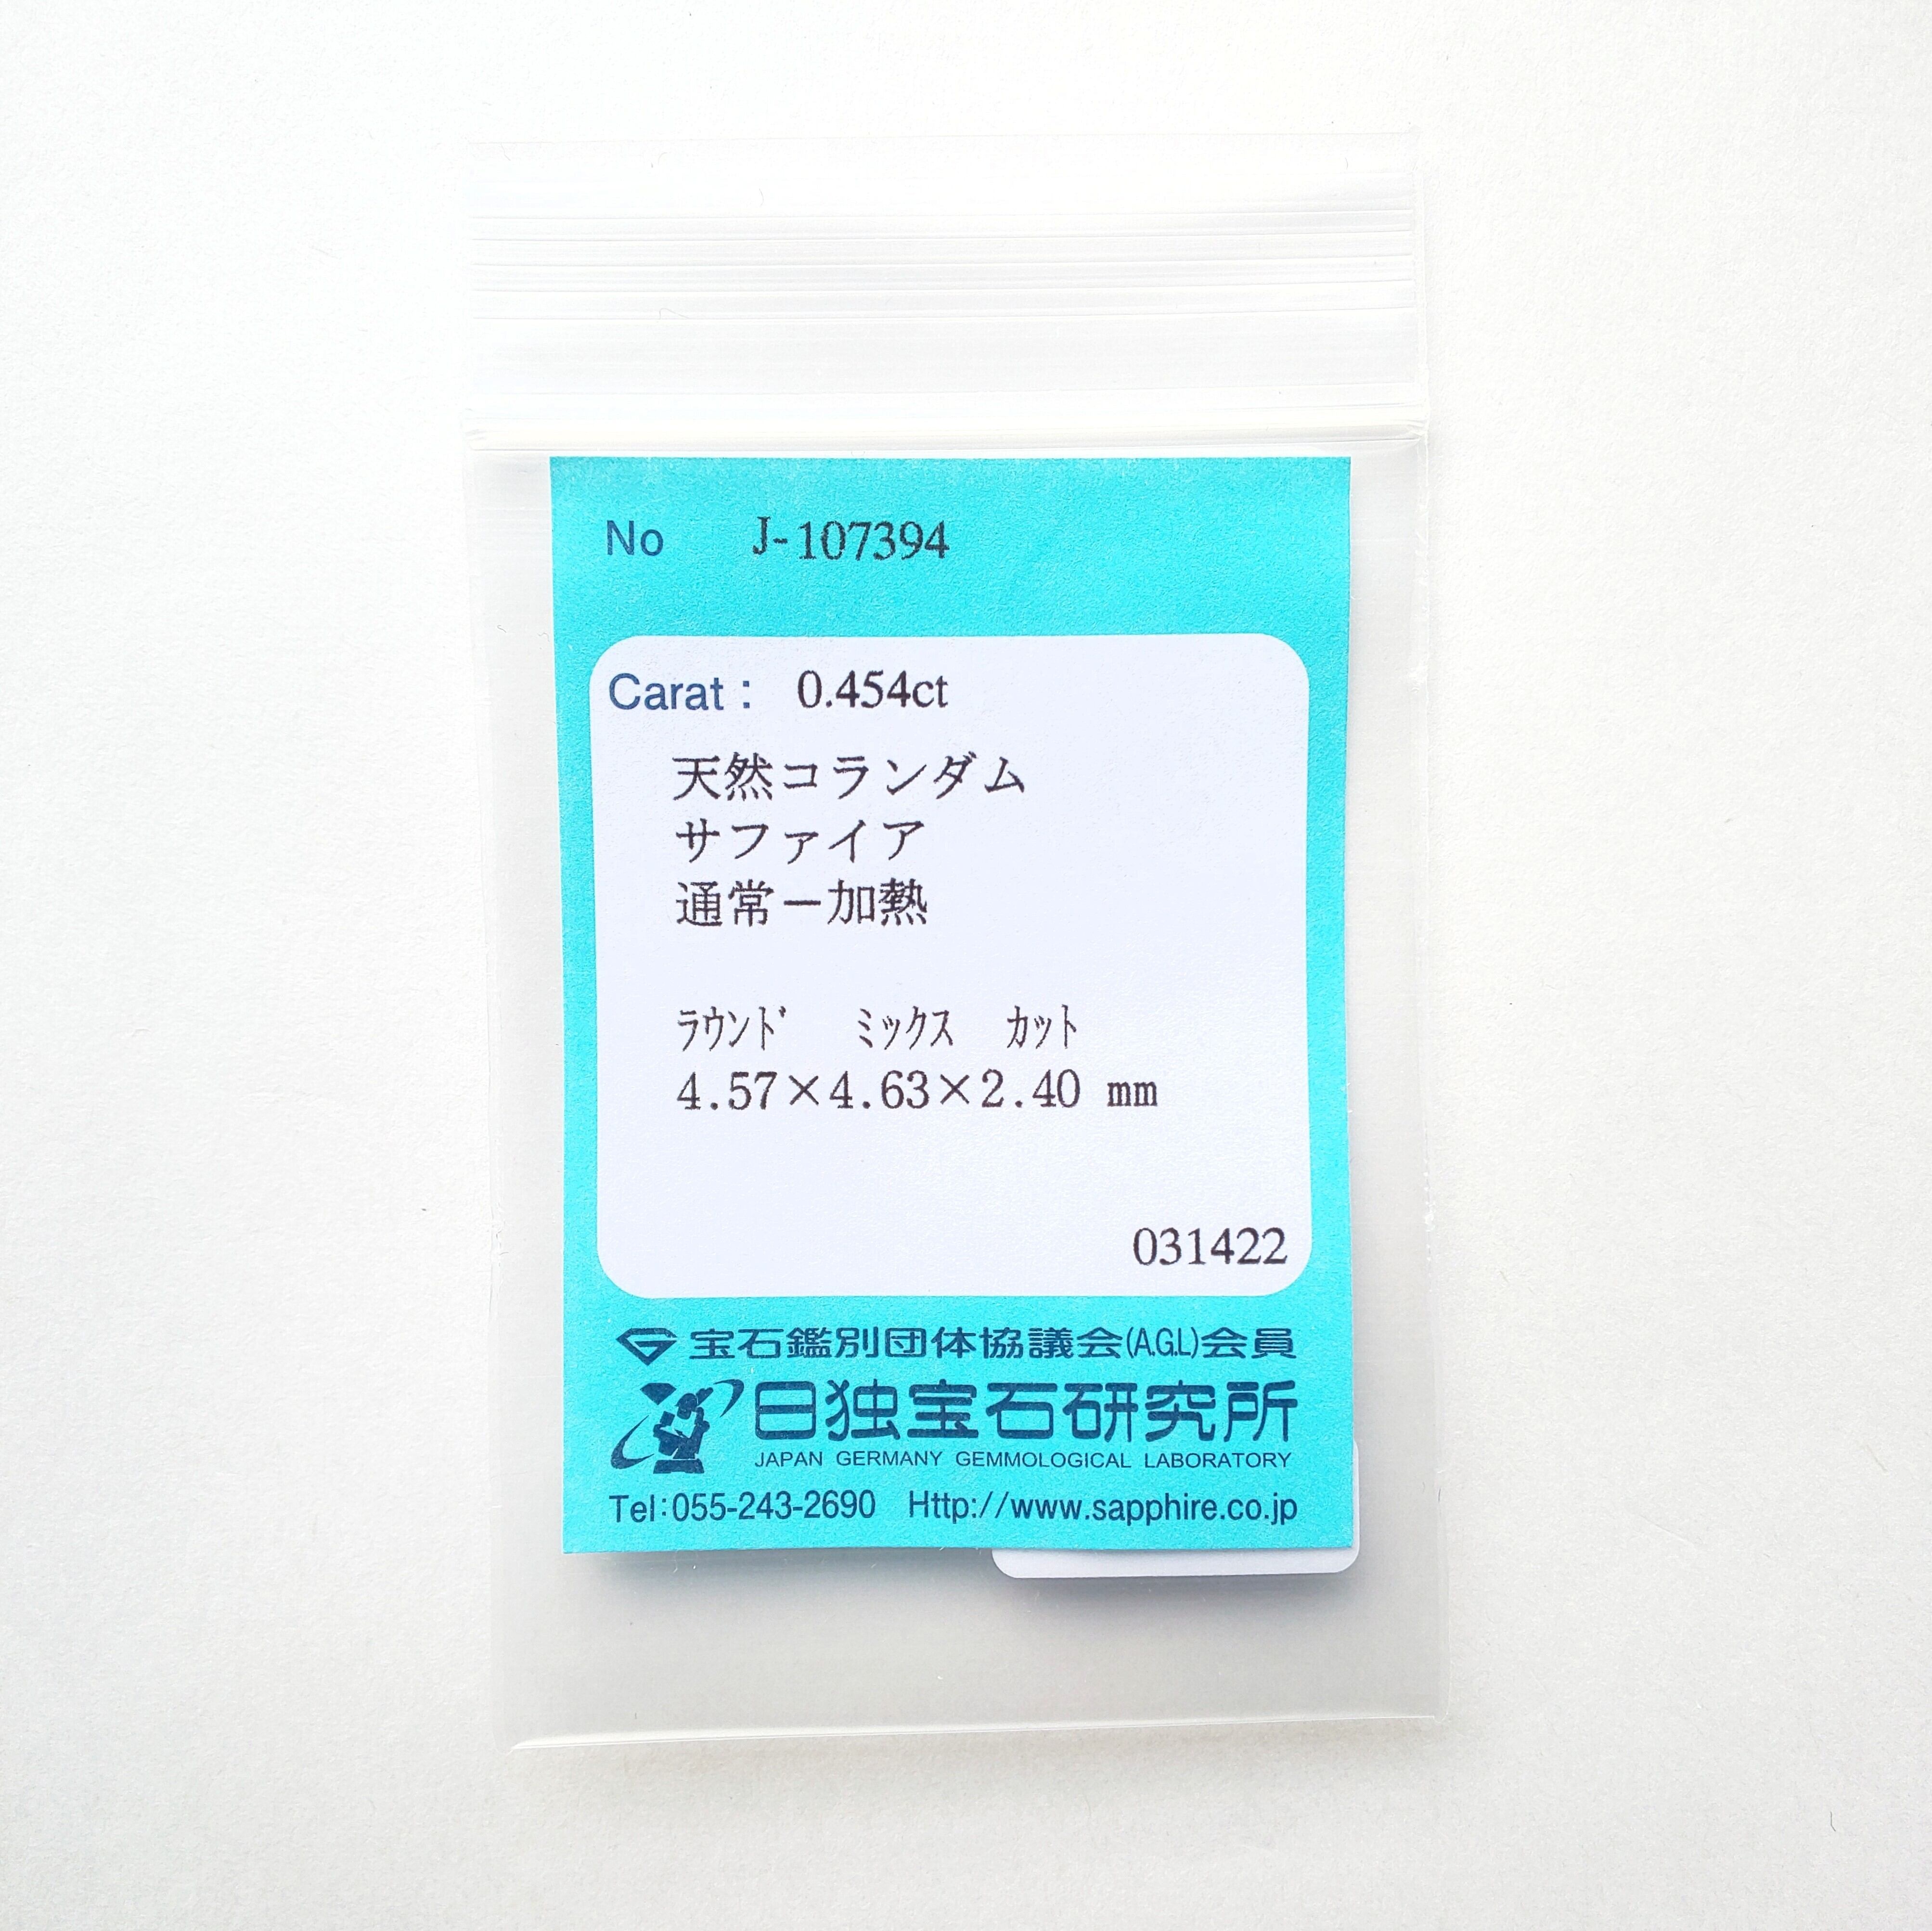 No J-107394
Carat: 0.454ct
天然コランダム
サファイア
通常ー加熱
ﾗｳﾝﾄﾞ ﾐｯｸｽ ｶｯﾄ
4.57×4.63×2.40 mm
031422
宝石鑑別団体協議会(A.G.L)会員
日独宝石研究所
JAPAN GERMANY GEMMOLOGICAL LABORATORY
Tel:055-243-2690 Http://www.sapphire.co.jp